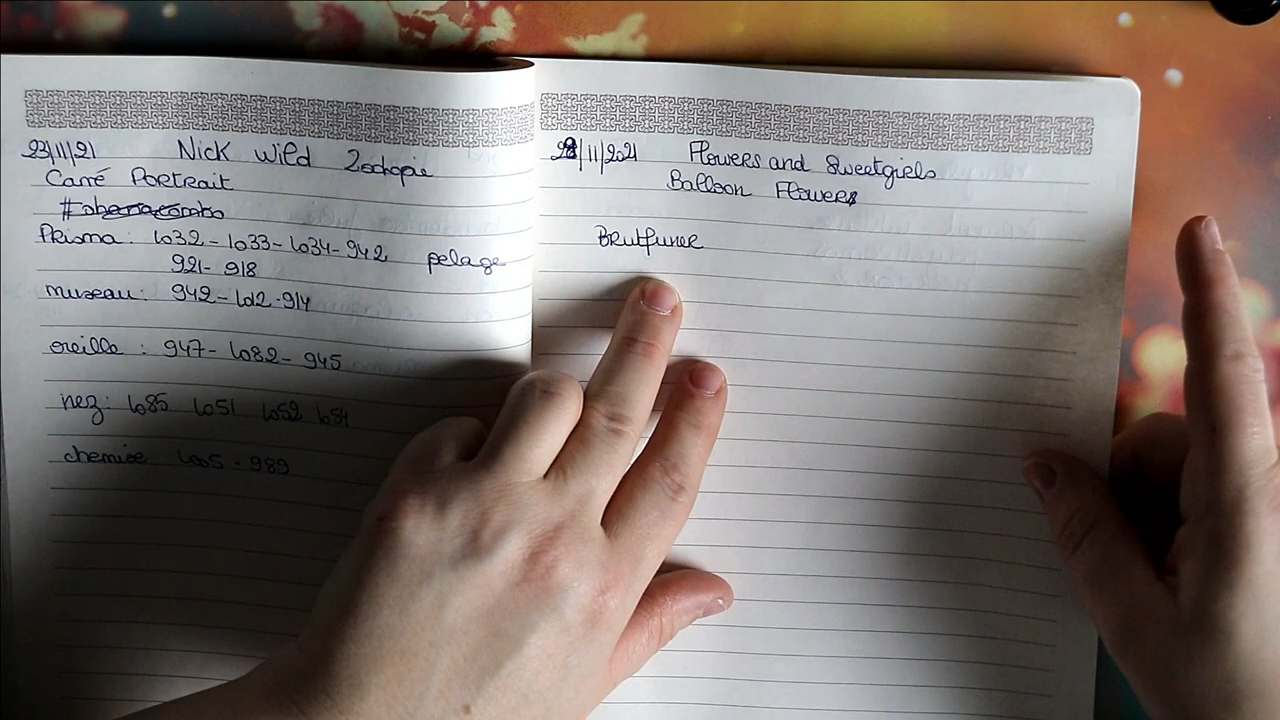 23/11/21 Nick Wild Zootopie
Carré Portrait
Prisma: 1032-1033-1034-942 pelage
921-918
museau: 942-1012-914
oreille: 947-1082-945
nez: 1085 1051 1052 1084
chemise 1005-989
28/11/2021 Flowers and Sweetgirls
Balloon Flowers
Brutfuner